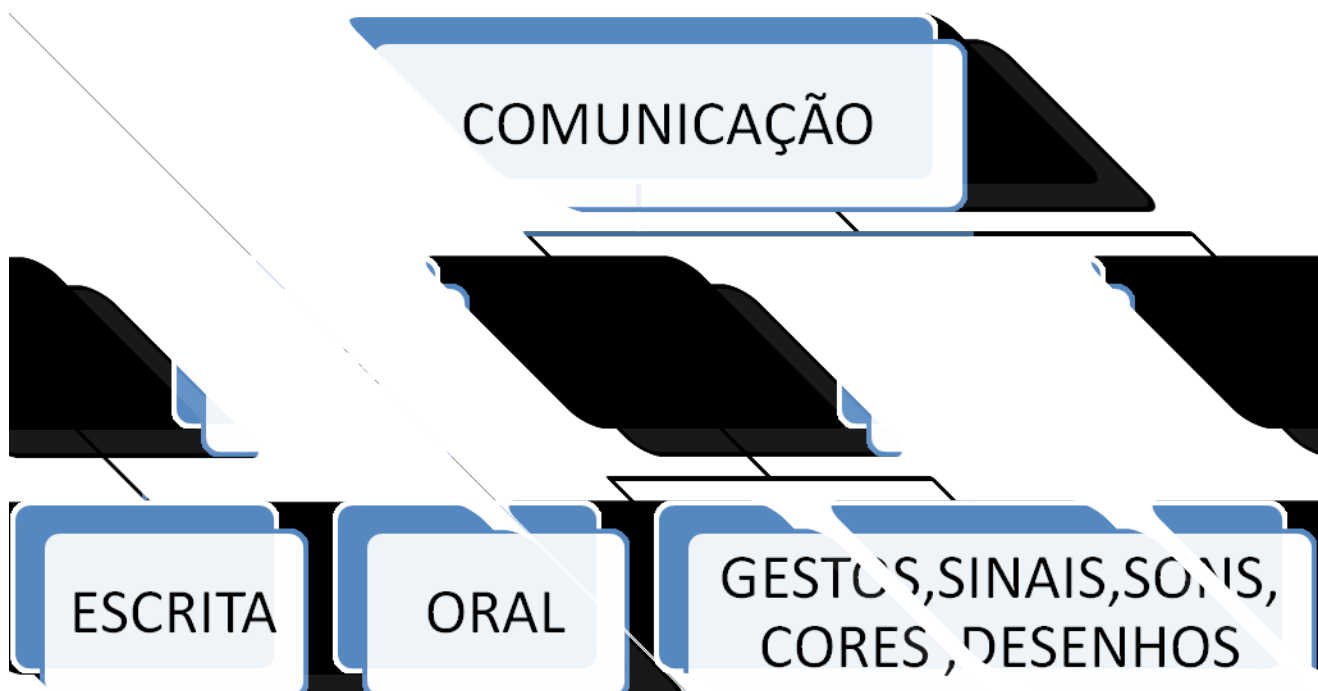 COMUNICAÇÃO
ESCRITA
ORAL
GESTOS,SINAIS,SONS,
CORES ,DESENHOS